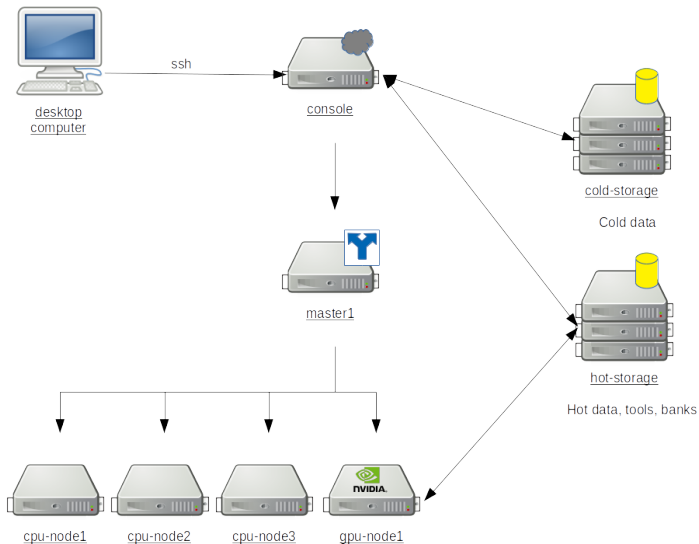 ssh
desktop
computer
console
cold-storage
Cold data
master1
hot-storage
Hot data, tools, banks
NVIDIA.
cpu-node1
cpu-node2
cpu-node3
gpu-node1